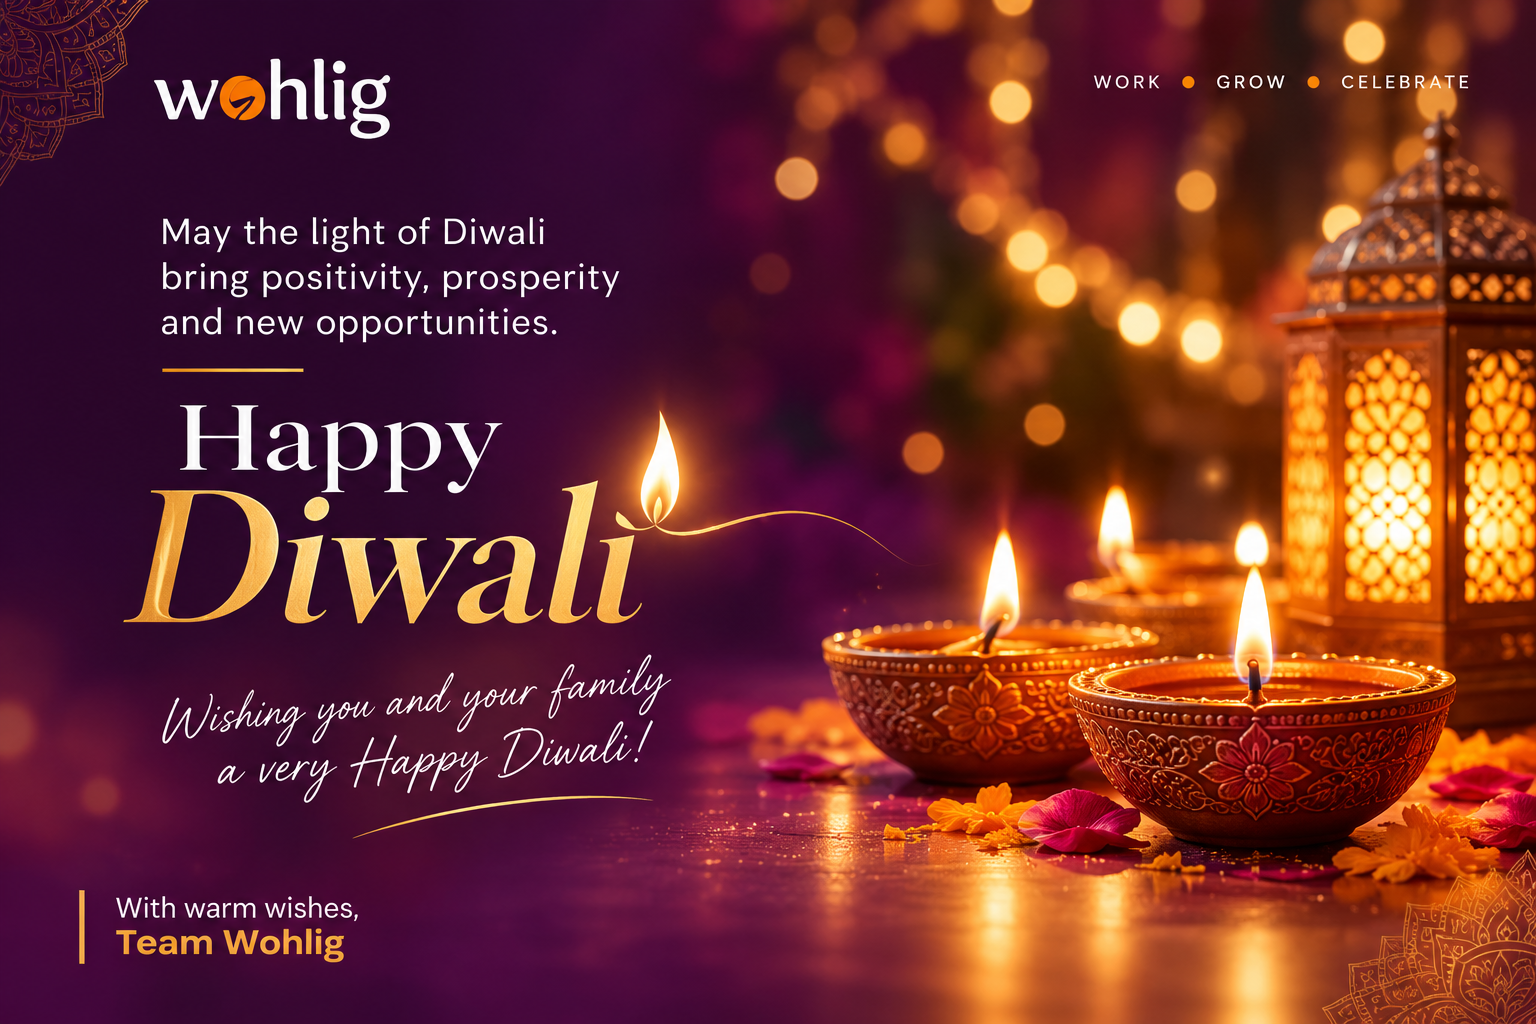 wohlig
WORK ● GROW ● CELEBRATE
May the light of Diwali
bring positivity, prosperity
and new opportunities.
Happy
Diwali
Wishing you and your family
a very Happy Diwali!
With warm wishes,
Team Wohlig